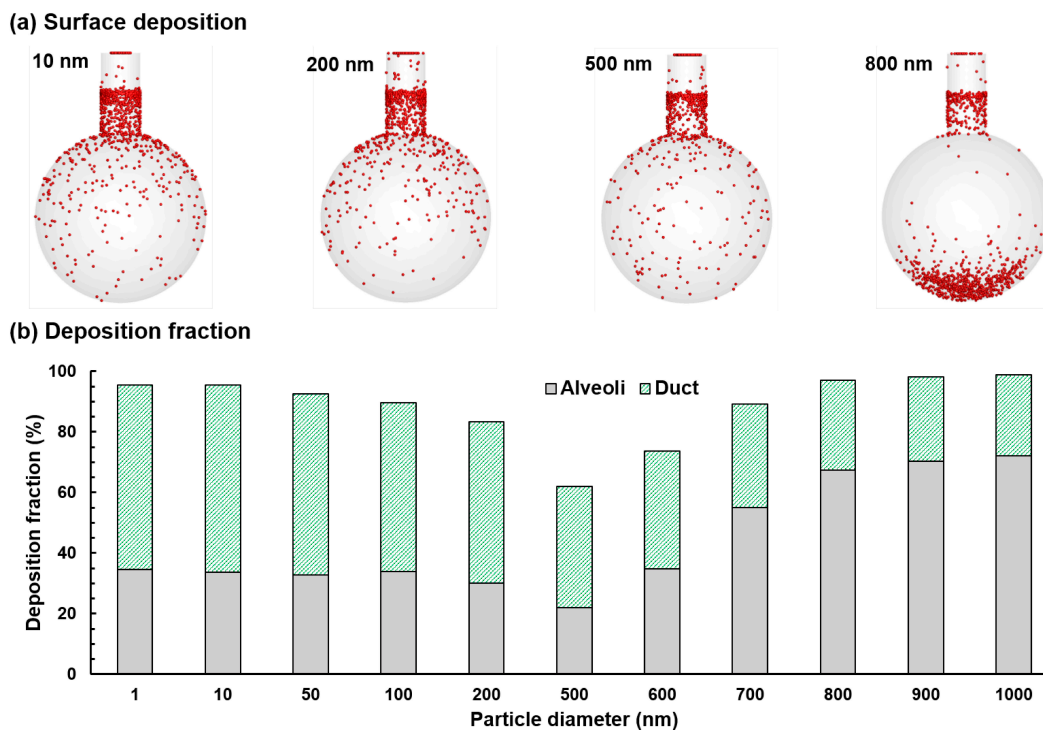 (a) Surface deposition
10 nm
200 nm
500 nm
800 nm
(b) Deposition fraction
Deposition fraction (%)
100
80
60
40
20
0
Alveoli
Duct
1 10 50 100 200 500 600 700 800 900 1000
Particle diameter (nm)